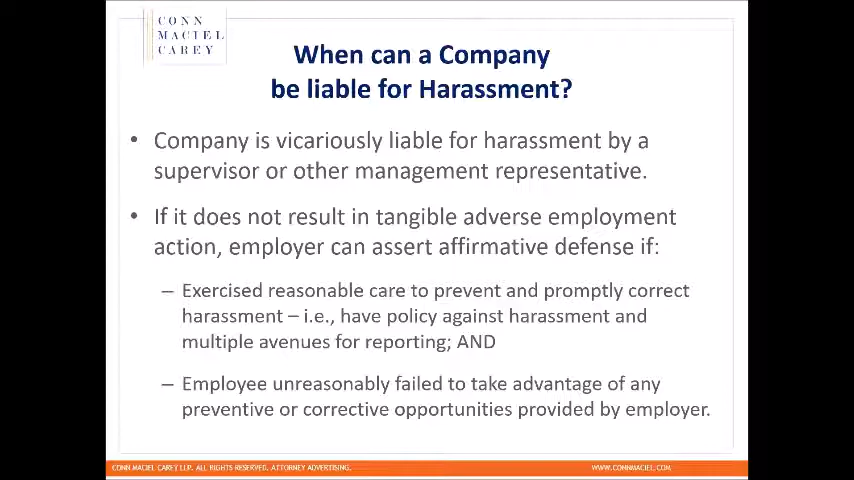 CONN
MACIEL
CAREY
When can a Company
be liable for Harassment?
• Company is vicariously liable for harassment by a
supervisor or other management representative.
• If it does not result in tangible adverse employment
action, employer can assert affirmative defense if:
– Exercised reasonable care to prevent and promptly correct
harassment – i.e., have policy against harassment and
multiple avenues for reporting; AND
– Employee unreasonably failed to take advantage of any
preventive or corrective opportunities provided by employer.
CONN MACIEL CAREY LLP. ALL RIGHTS RESERVED. ATTORNEY ADVERTISING.
WWW.CONNMACIEL.COM